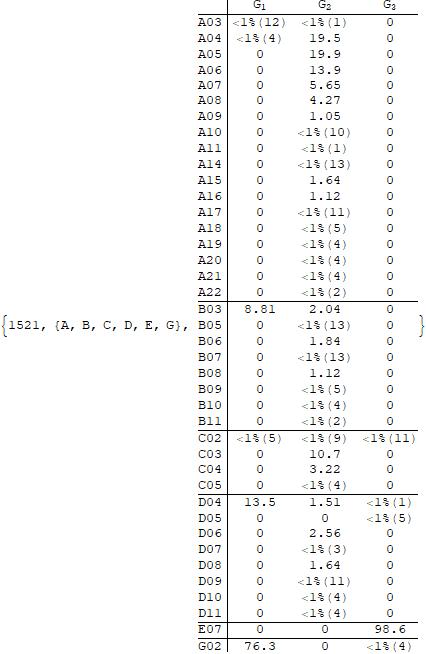 G1 G2 G3
A03 <1%(12) <1%(1) 0
A04 <1%(4) 19.5 0
A05 0 19.9 0
A06 0 13.9 0
A07 0 5.65 0
A08 0 4.27 0
A09 0 1.05 0
A10 0 <1%(10) 0
A11 0 <1%(1) 0
A14 0 <1%(13) 0
A15 0 1.64 0
A16 0 1.12 0
A17 0 <1%(11) 0
A18 0 <1%(5) 0
A19 0 <1%(4) 0
A20 0 <1%(4) 0
A21 0 <1%(4) 0
A22 0 <1%(2) 0
B03 8.81 2.04 0
{1521, {A, B, C, D, E, G}, B05 0 <1%(13) 0 }
B06 0 1.84 0
B07 0 <1%(13) 0
B08 0 1.12 0
B09 0 <1%(5) 0
B10 0 <1%(4) 0
B11 0 <1%(2) 0
C02 <1%(5) <1%(9) <1%(11)
C03 0 10.7 0
C04 0 3.22 0
C05 0 <1%(4) 0
D04 13.5 1.51 <1%(1)
D05 0 0 <1%(5)
D06 0 2.56 0
D07 0 <1%(3) 0
D08 0 1.64 0
D09 0 <1%(11) 0
D10 0 <1%(4) 0
D11 0 <1%(4) 0
E07 0 0 98.6
G02 76.3 0 <1%(4)